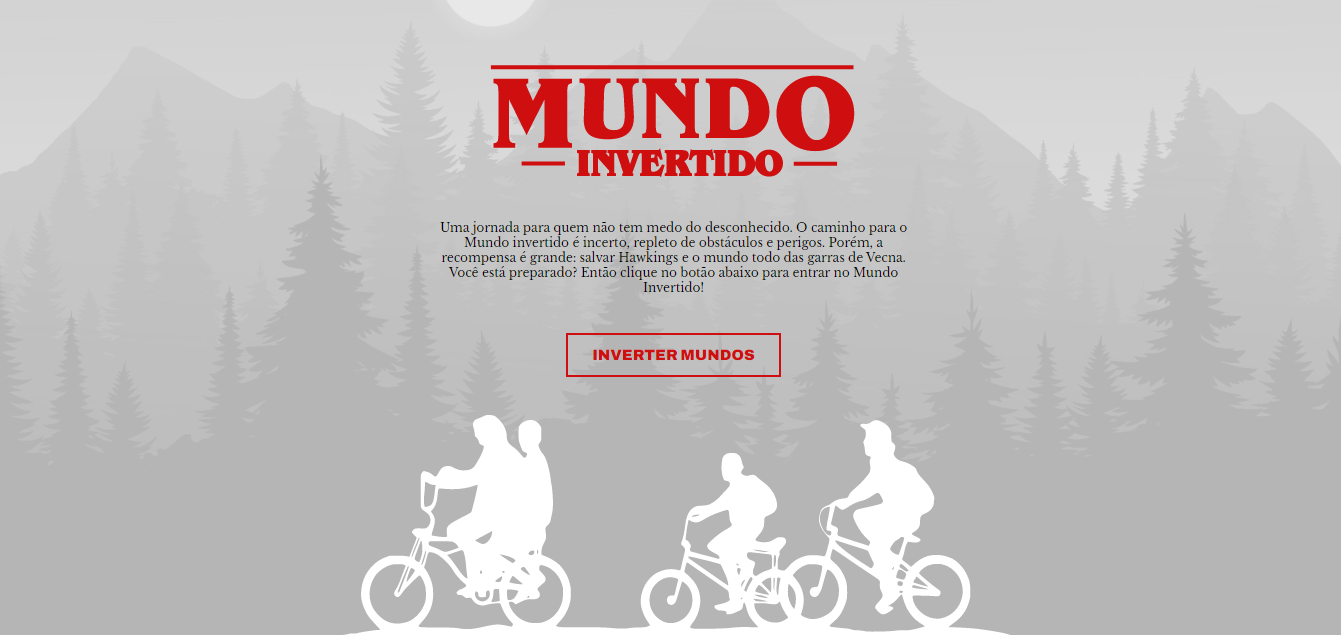 MUNDO
INVERTIDO
Uma jornada para quem não tem medo do desconhecido. O caminho para o
Mundo invertido é incerto, repleto de obstáculos e perigos. Porém, a
recompensa é grande: salvar Hawkings e o mundo todo das garras de Vecna.
Você está preparado? Então clique no botão abaixo para entrar no Mundo
Invertido!
INVERTER MUNDOS